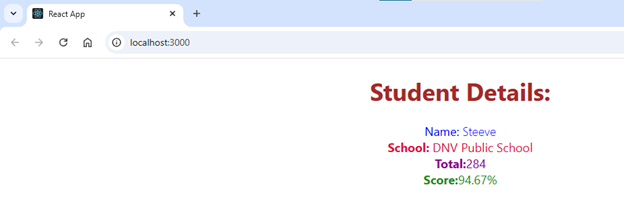 React App
localhost:3000
Student Details:
Name: Steeve
School: DNV Public School
Total:284
Score:94.67%